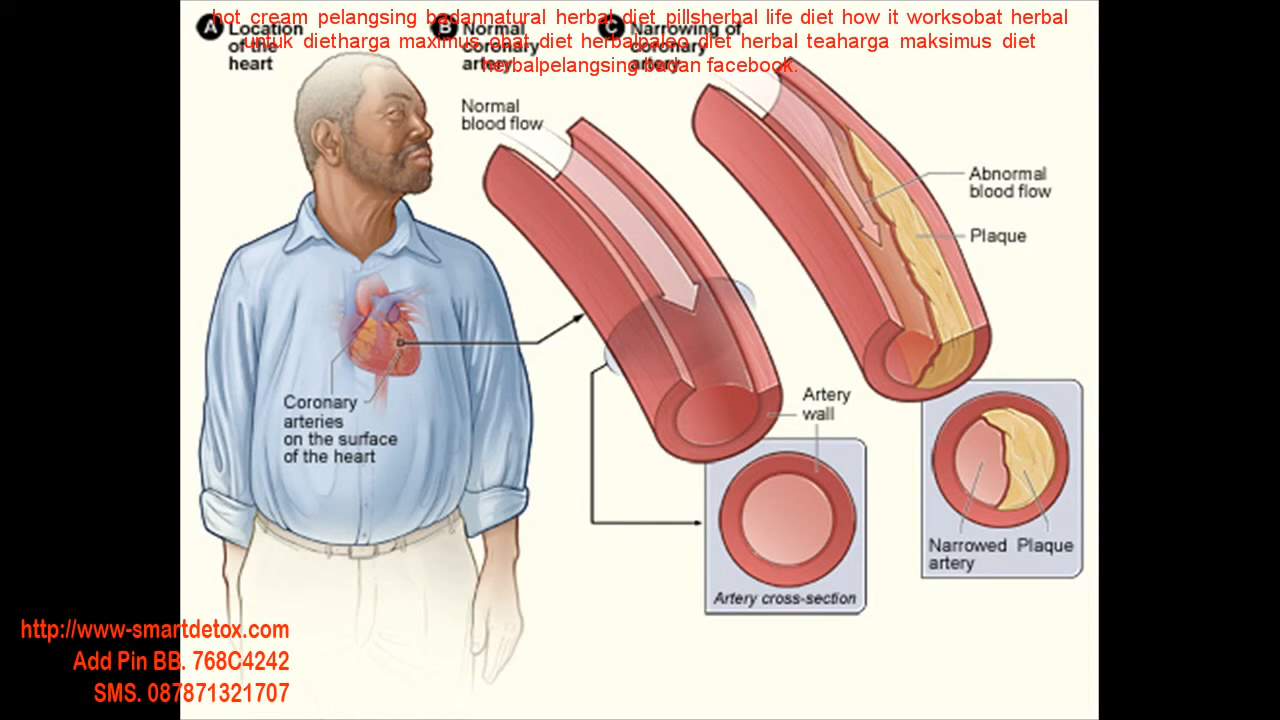 hot cream pelangsing badannatural herbal diet pillsherbal life diet how it worksobat herbal
untuk dietharga maximus obat diet herbalpaleo diet herbal teaharga maksimus diet
herbalpelangsing badan facebook.
A Location
of the
heart
B Normal
coronary
artery
C Narrowing of
coronary
artery
Normal
blood flow
Abnormal
blood flow
Plaque
Coronary
arteries
on the surface
of the heart
Artery
wall
Artery cross-section
Narrowed Plaque
artery
http://www-smartdetox.com
Add Pin BB. 768C4242
SMS. 087871321707